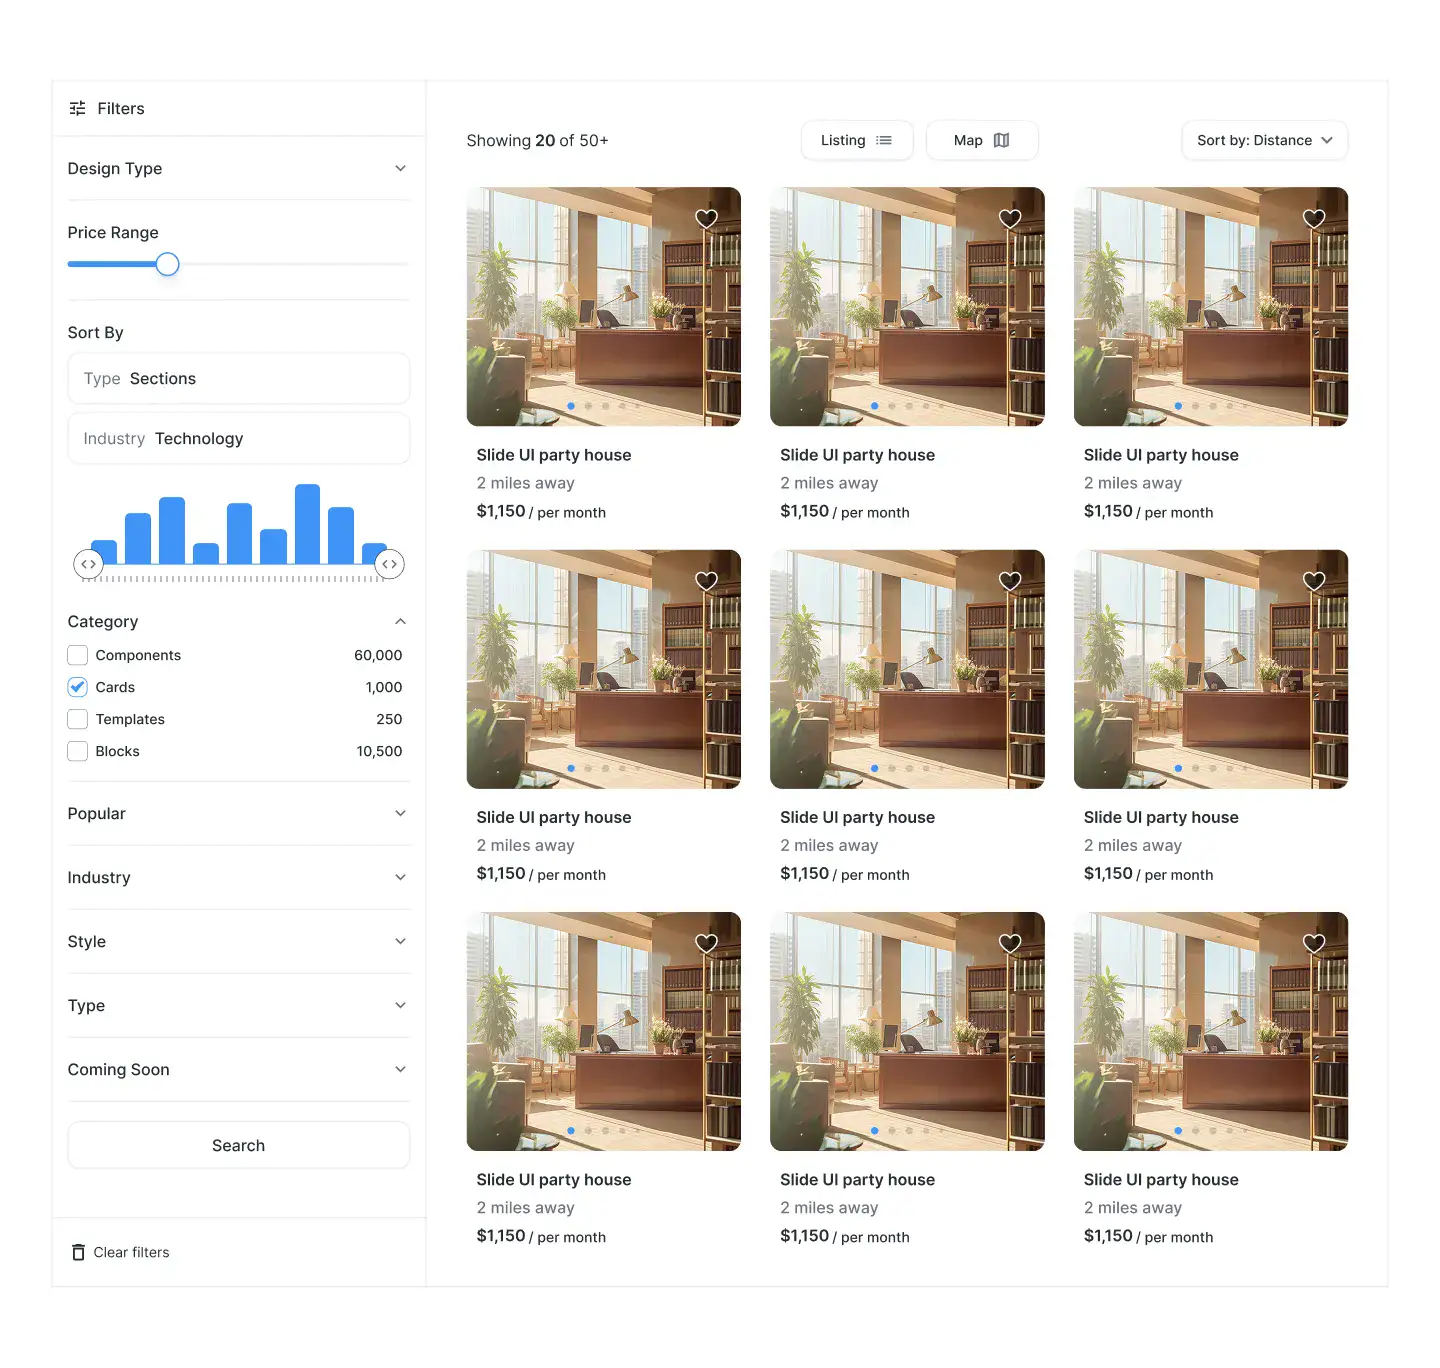 Filters
Design Type
Price Range
Sort By
Type Sections
Industry Technology
Category
Components 60,000
Cards 1,000
Templates 250
Blocks 10,500
Popular
Industry
Style
Type
Coming Soon
Search
Clear filters
Showing 20 of 50+
Listing
Map
Sort by: Distance
Slide UI party house
2 miles away
$1,150 / per month
Slide UI party house
2 miles away
$1,150 / per month
Slide UI party house
2 miles away
$1,150 / per month
Slide UI party house
2 miles away
$1,150 / per month
Slide UI party house
2 miles away
$1,150 / per month
Slide UI party house
2 miles away
$1,150 / per month
Slide UI party house
2 miles away
$1,150 / per month
Slide UI party house
2 miles away
$1,150 / per month
Slide UI party house
2 miles away
$1,150 / per month